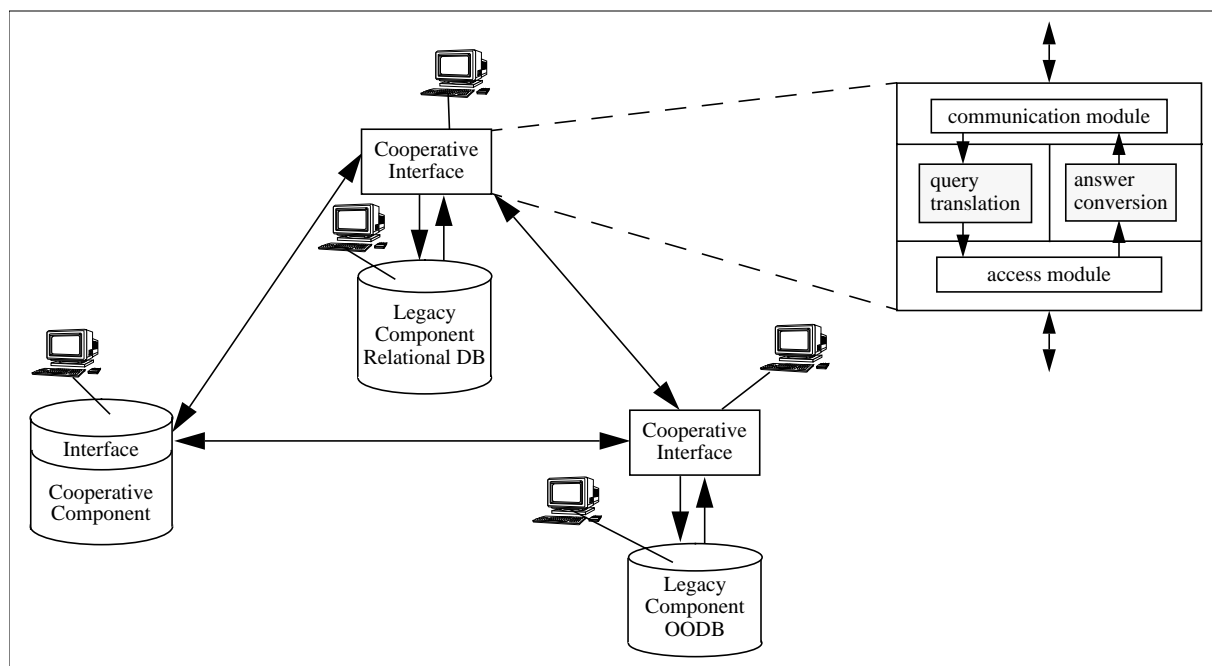 Cooperative
Interface
Legacy
Component
Relational DB
communication module
query
translation
answer
conversion
access module
Interface
Cooperative
Component
Cooperative
Interface
Legacy
Component
OODB